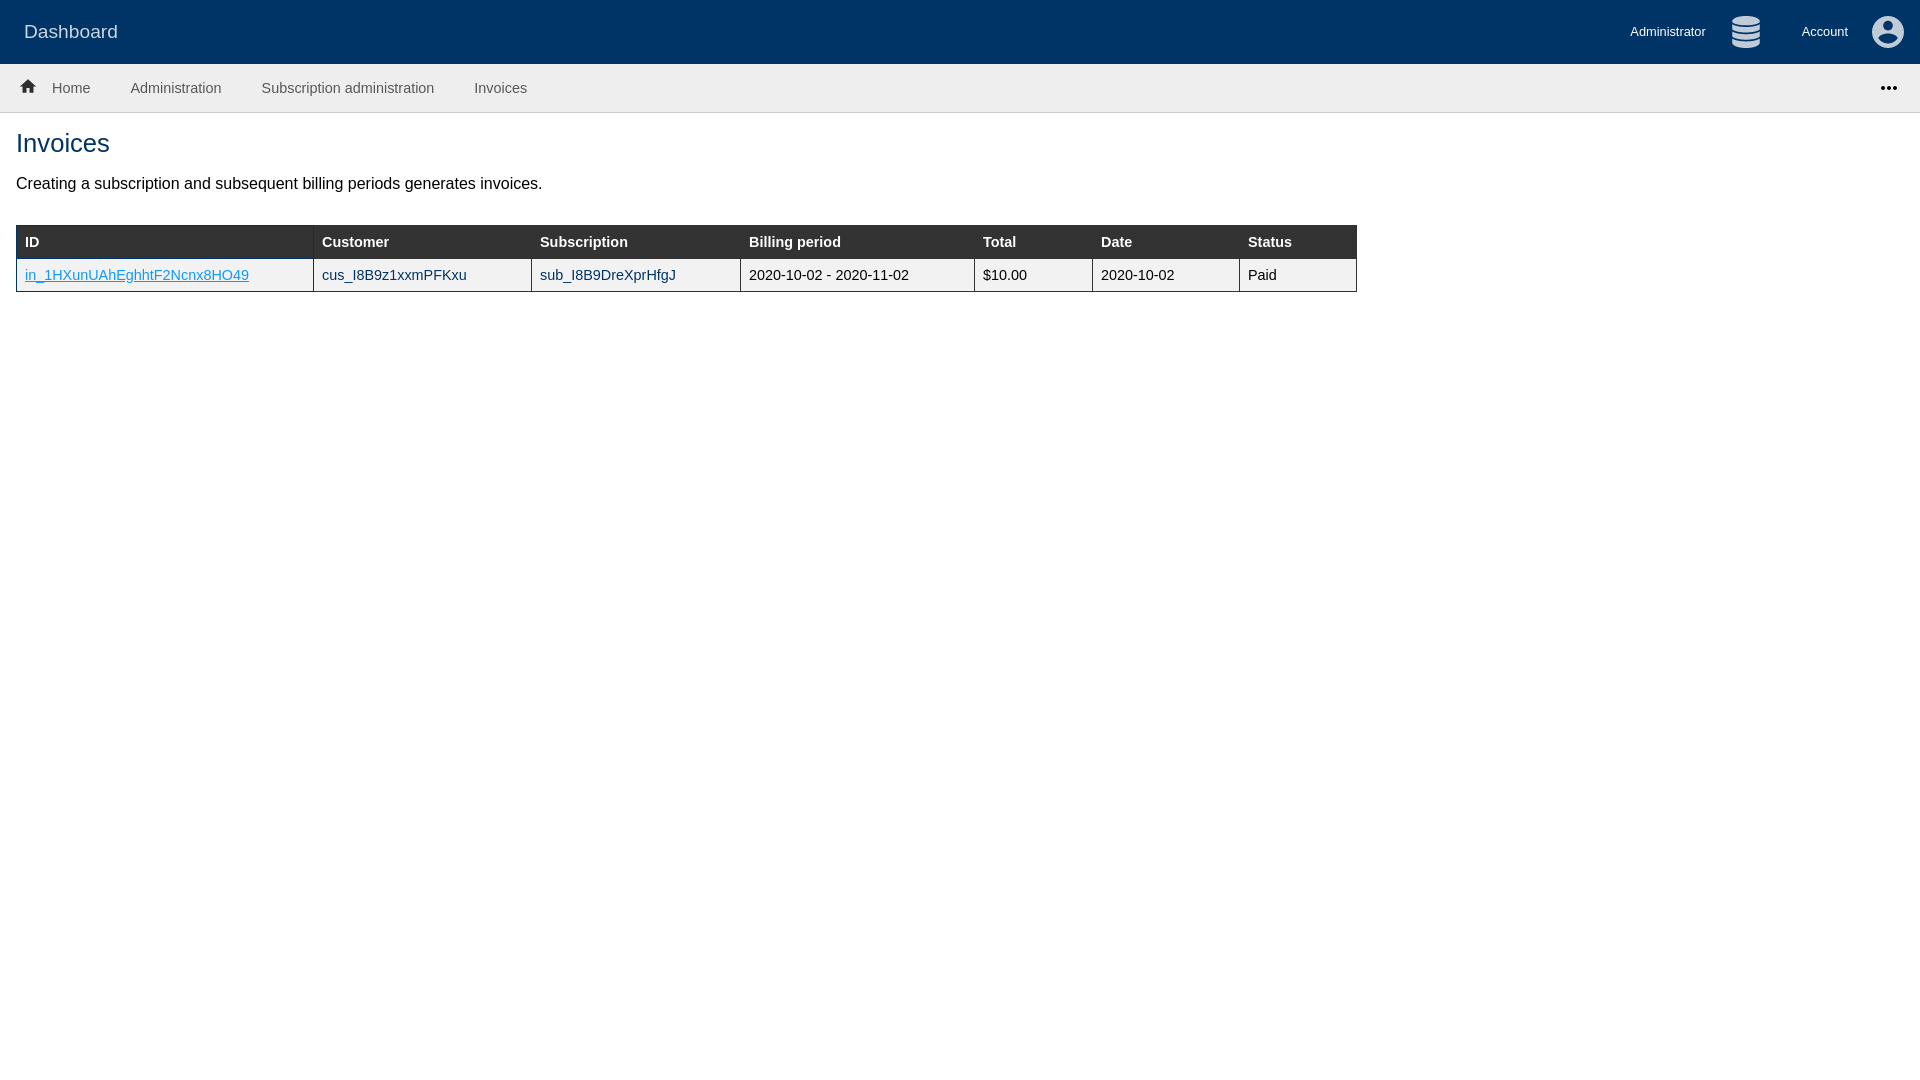 Dashboard
Administrator
Account
Home Administration Subscription administration Invoices
Invoices
Creating a subscription and subsequent billing periods generates invoices.
ID Customer Subscription Billing period Total Date Status
in_1HXunUAhEghhtF2Ncnx8HO49 cus_I8B9z1xxmPFKxu sub_I8B9DreXprHfgJ 2020-10-02 - 2020-11-02 $10.00 2020-10-02 Paid